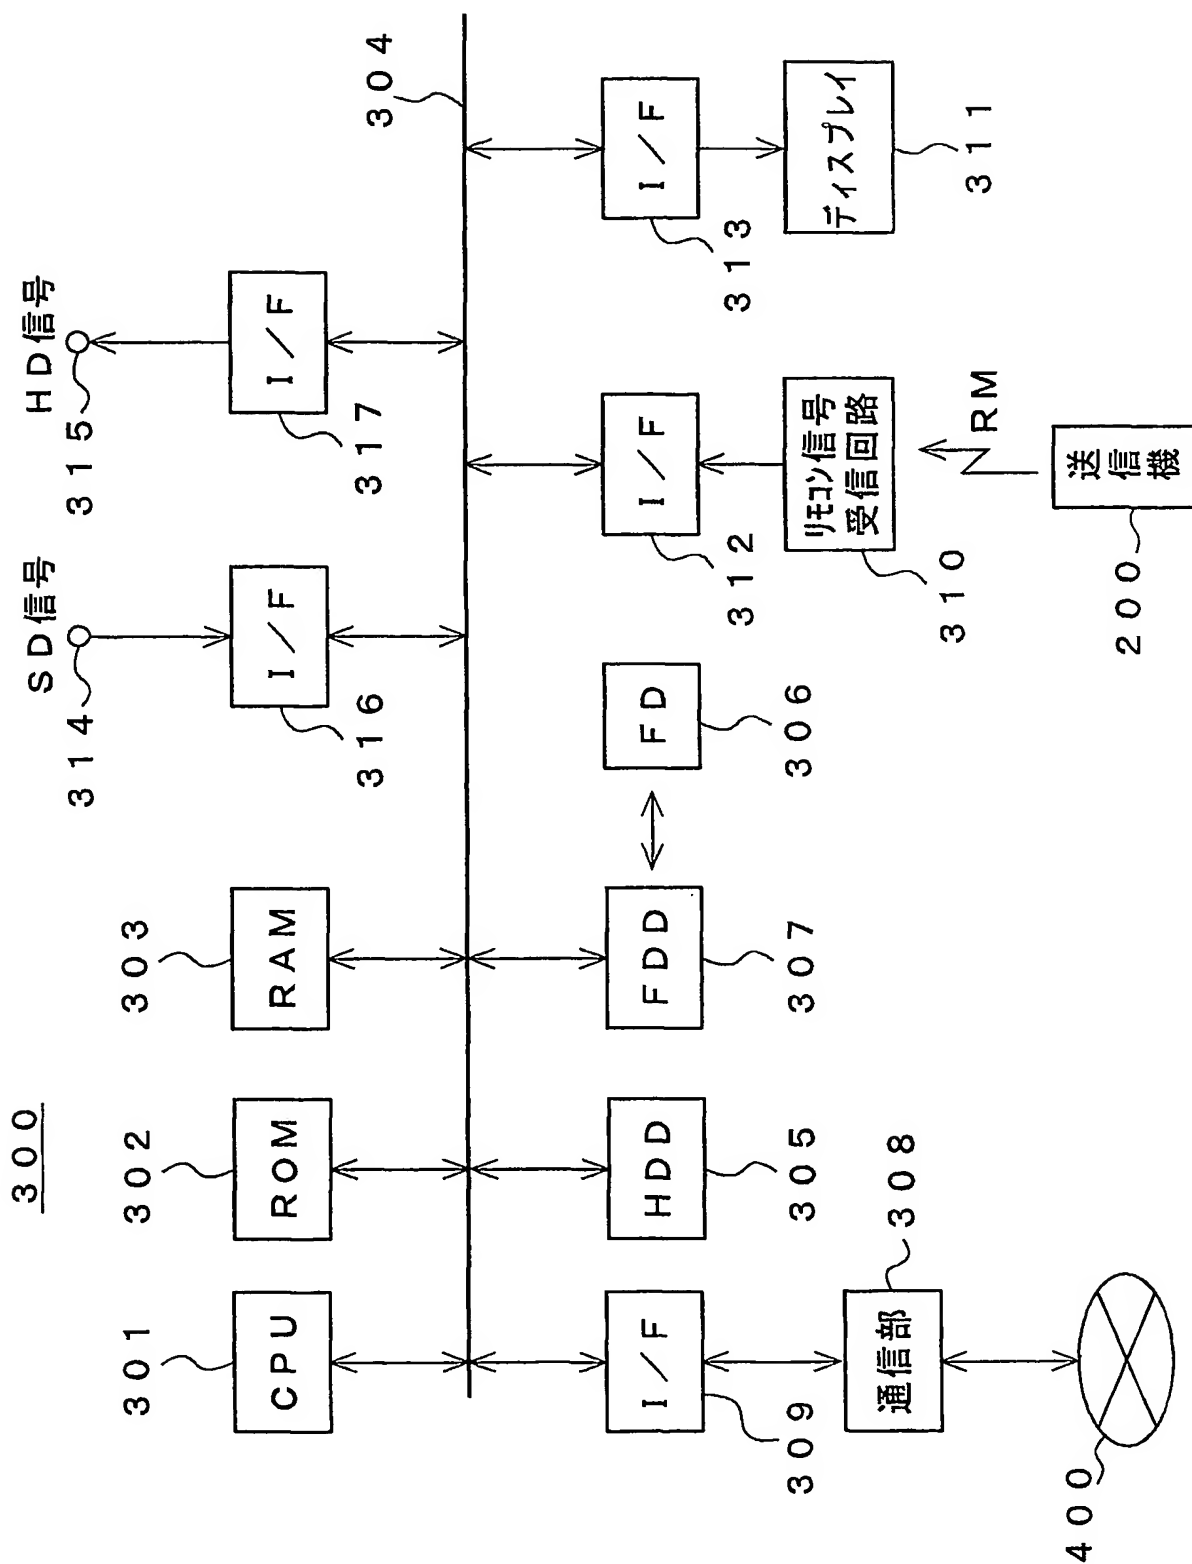 300
301
CPU
302
ROM
303
RAM
SD信号
314
I/F
316
HD信号
315
I/F
317
304
I/F
309
通信部
308
400
HDD
305
FDD
307
FD
306
I/F
312
リモコン信号
受信回路
310
RM
送信機
200
I/F
313
ディスプレイ
311